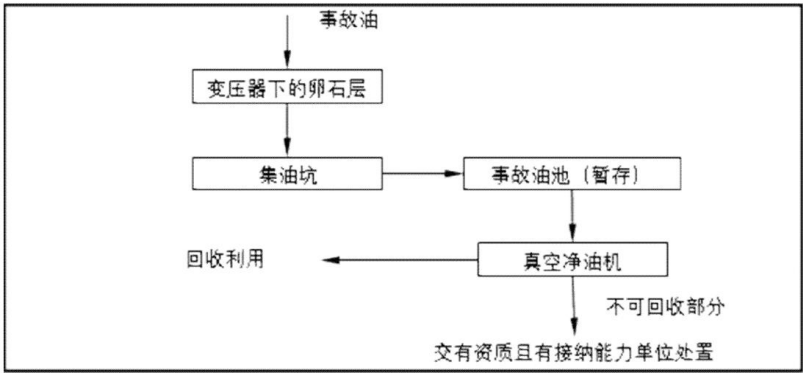 事故油
变压器下的卵石层
集油坑
事故油池（暂存）
真空净油机
回收利用
不可回收部分
交有资质且有接纳能力单位处置